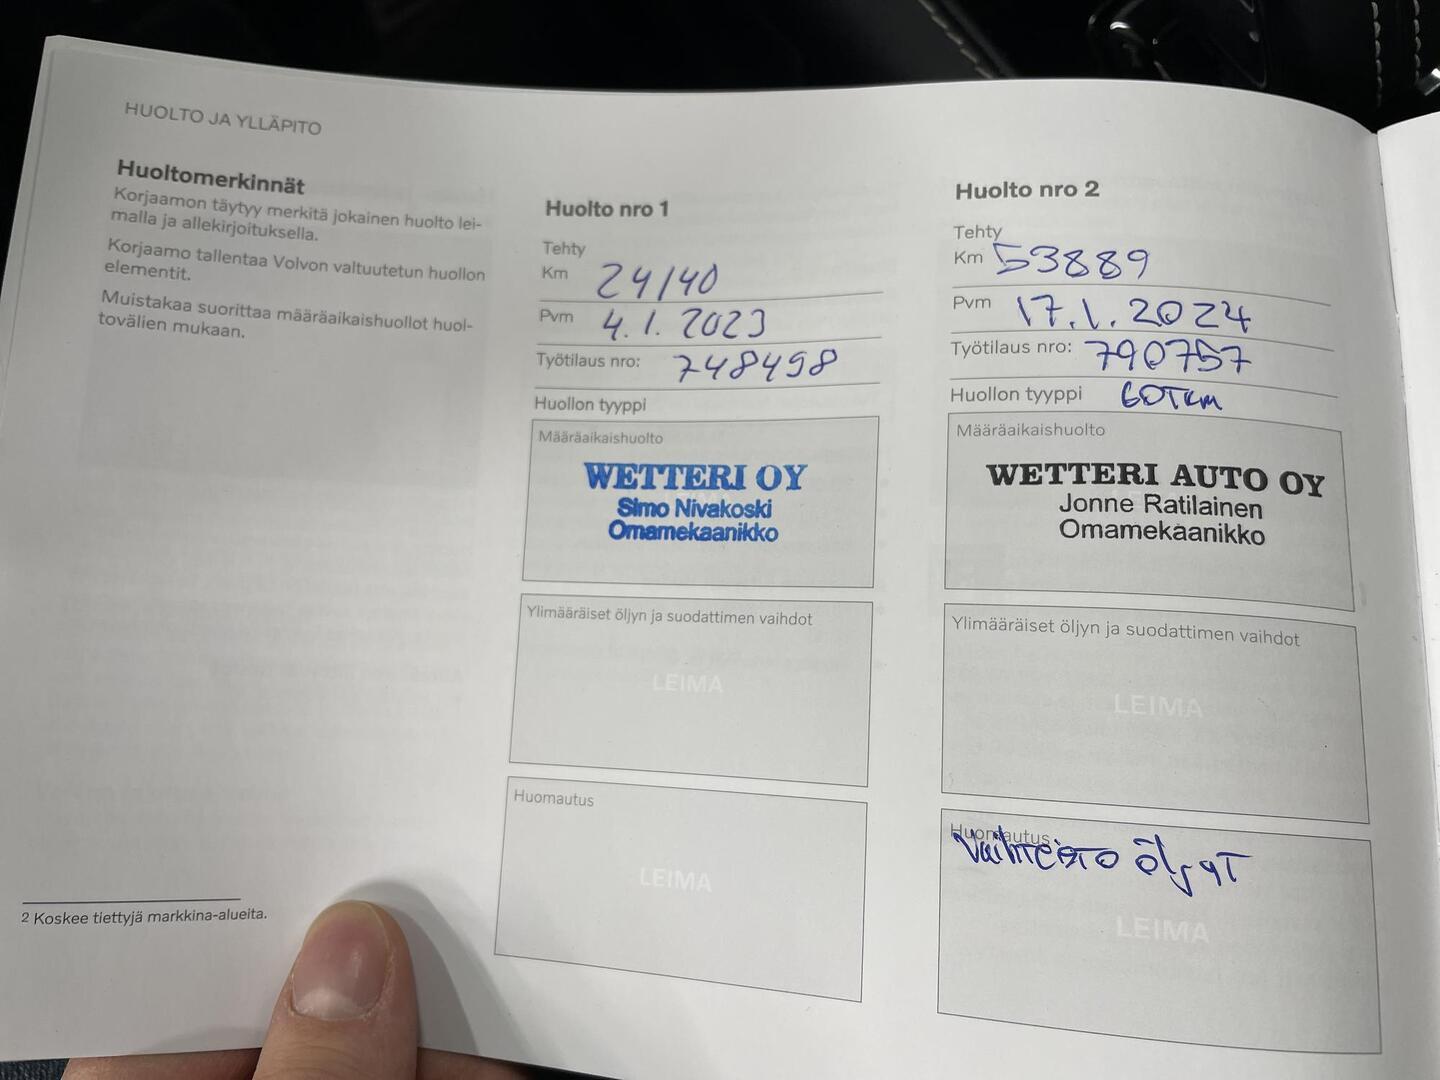 HUOLTO JA YLLÄPITO
Huoltomerkinnät
Korjaamon täytyy merkitä jokainen huolto lei-
malla ja allekirjoituksella.
Korjaamo tallentaa Volvon valtuutetun huollon
elementit.
Muistakaa suorittaa määräaikaishuollot huol-
tovälien mukaan.
2 Koskee tiettyjä markkina-alueita.
Huolto nro 1
Tehty
Km 24140
Pvm 4.1.2023
Työtilaus nro: 748498
Huollon tyyppi
Määräaikaishuolto
WETTERI OY
Simo Nivakoski
Omamekaanikko
Ylimääräiset öljyn ja suodattimen vaihdot
LEIMA
Huomautus
LEIMA
Huolto nro 2
Tehty
Km 53889
Pvm 17.1.2024
Työtilaus nro: 790757
Huollon tyyppi 60Tkm
Määräaikaishuolto
WETTERI AUTO OY
Jonne Ratilainen
Omamekaanikko
Ylimääräiset öljyn ja suodattimen vaihdot
LEIMA
Huomautus
Vaihteisto öljyt
LEIMA